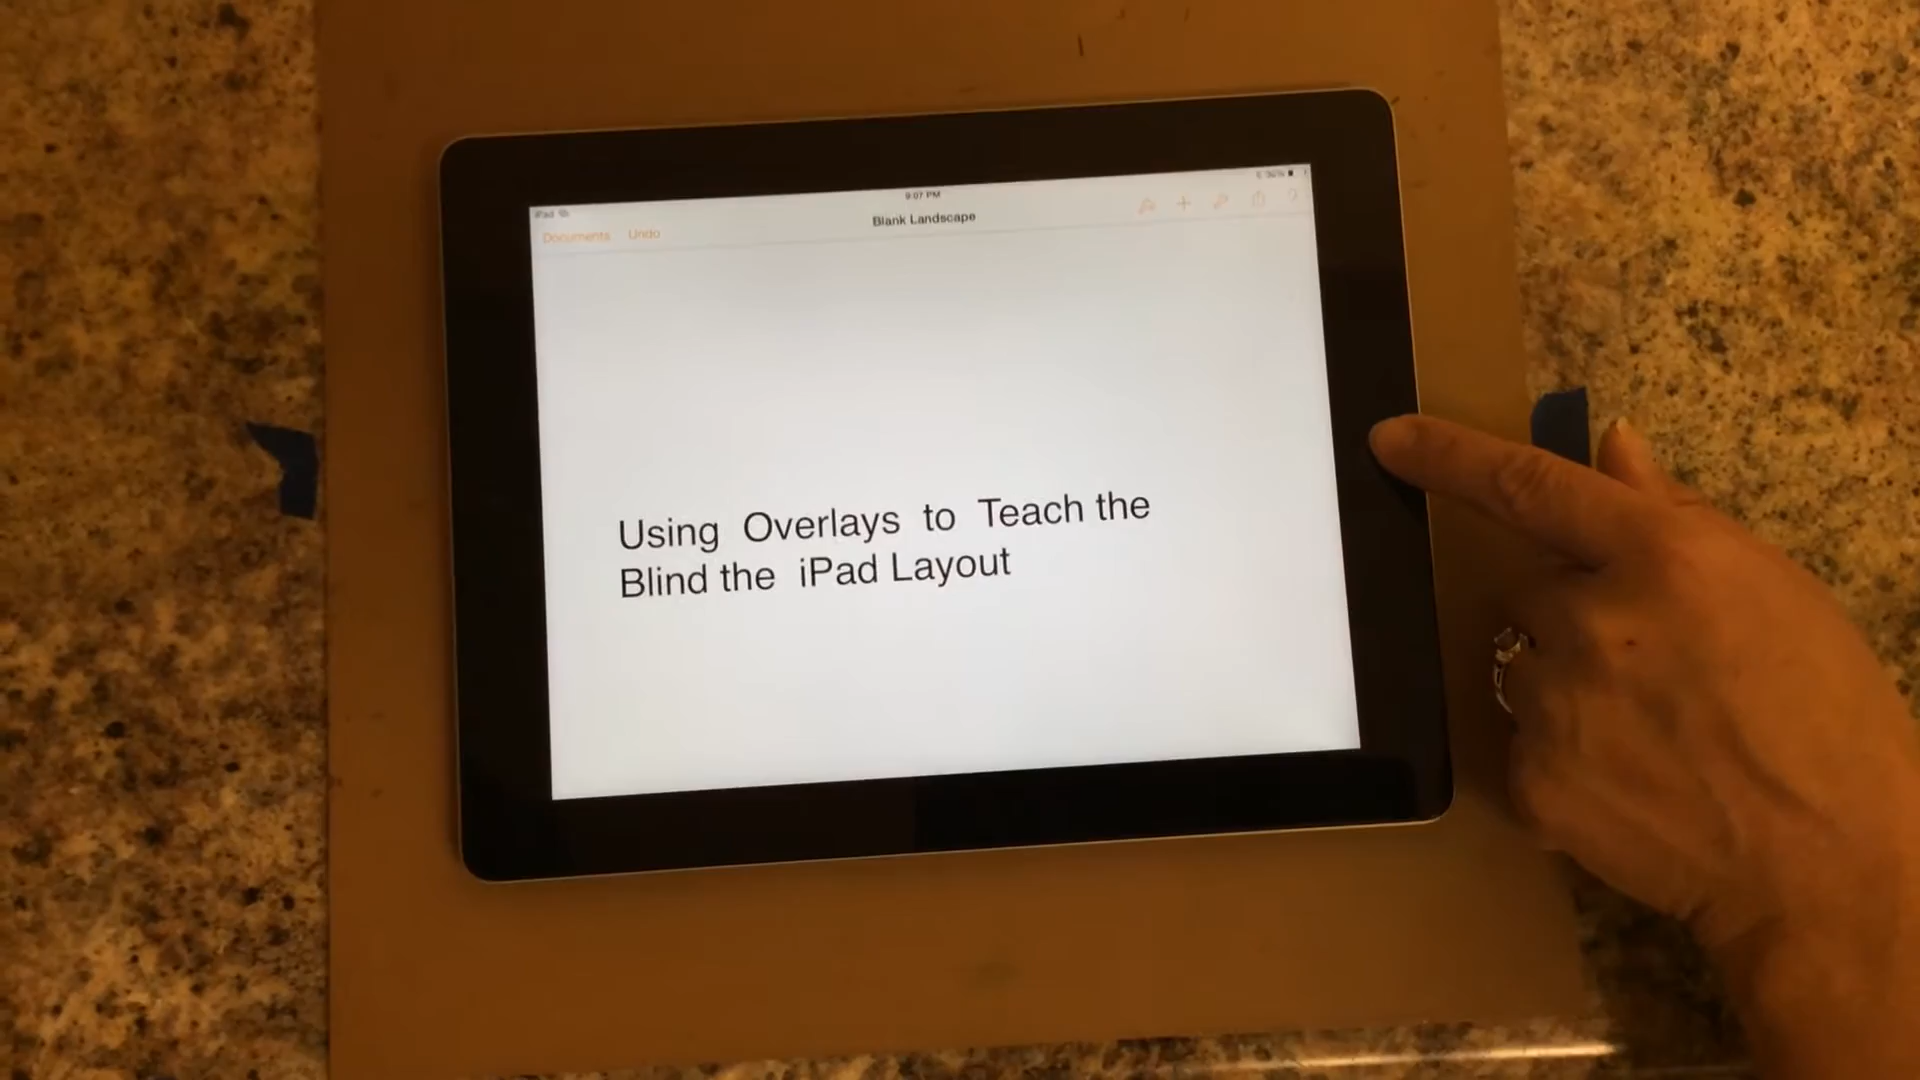 iPad
9:07 PM
Documents Undo
Blank Landscape
Using Overlays to Teach the
Blind the iPad Layout